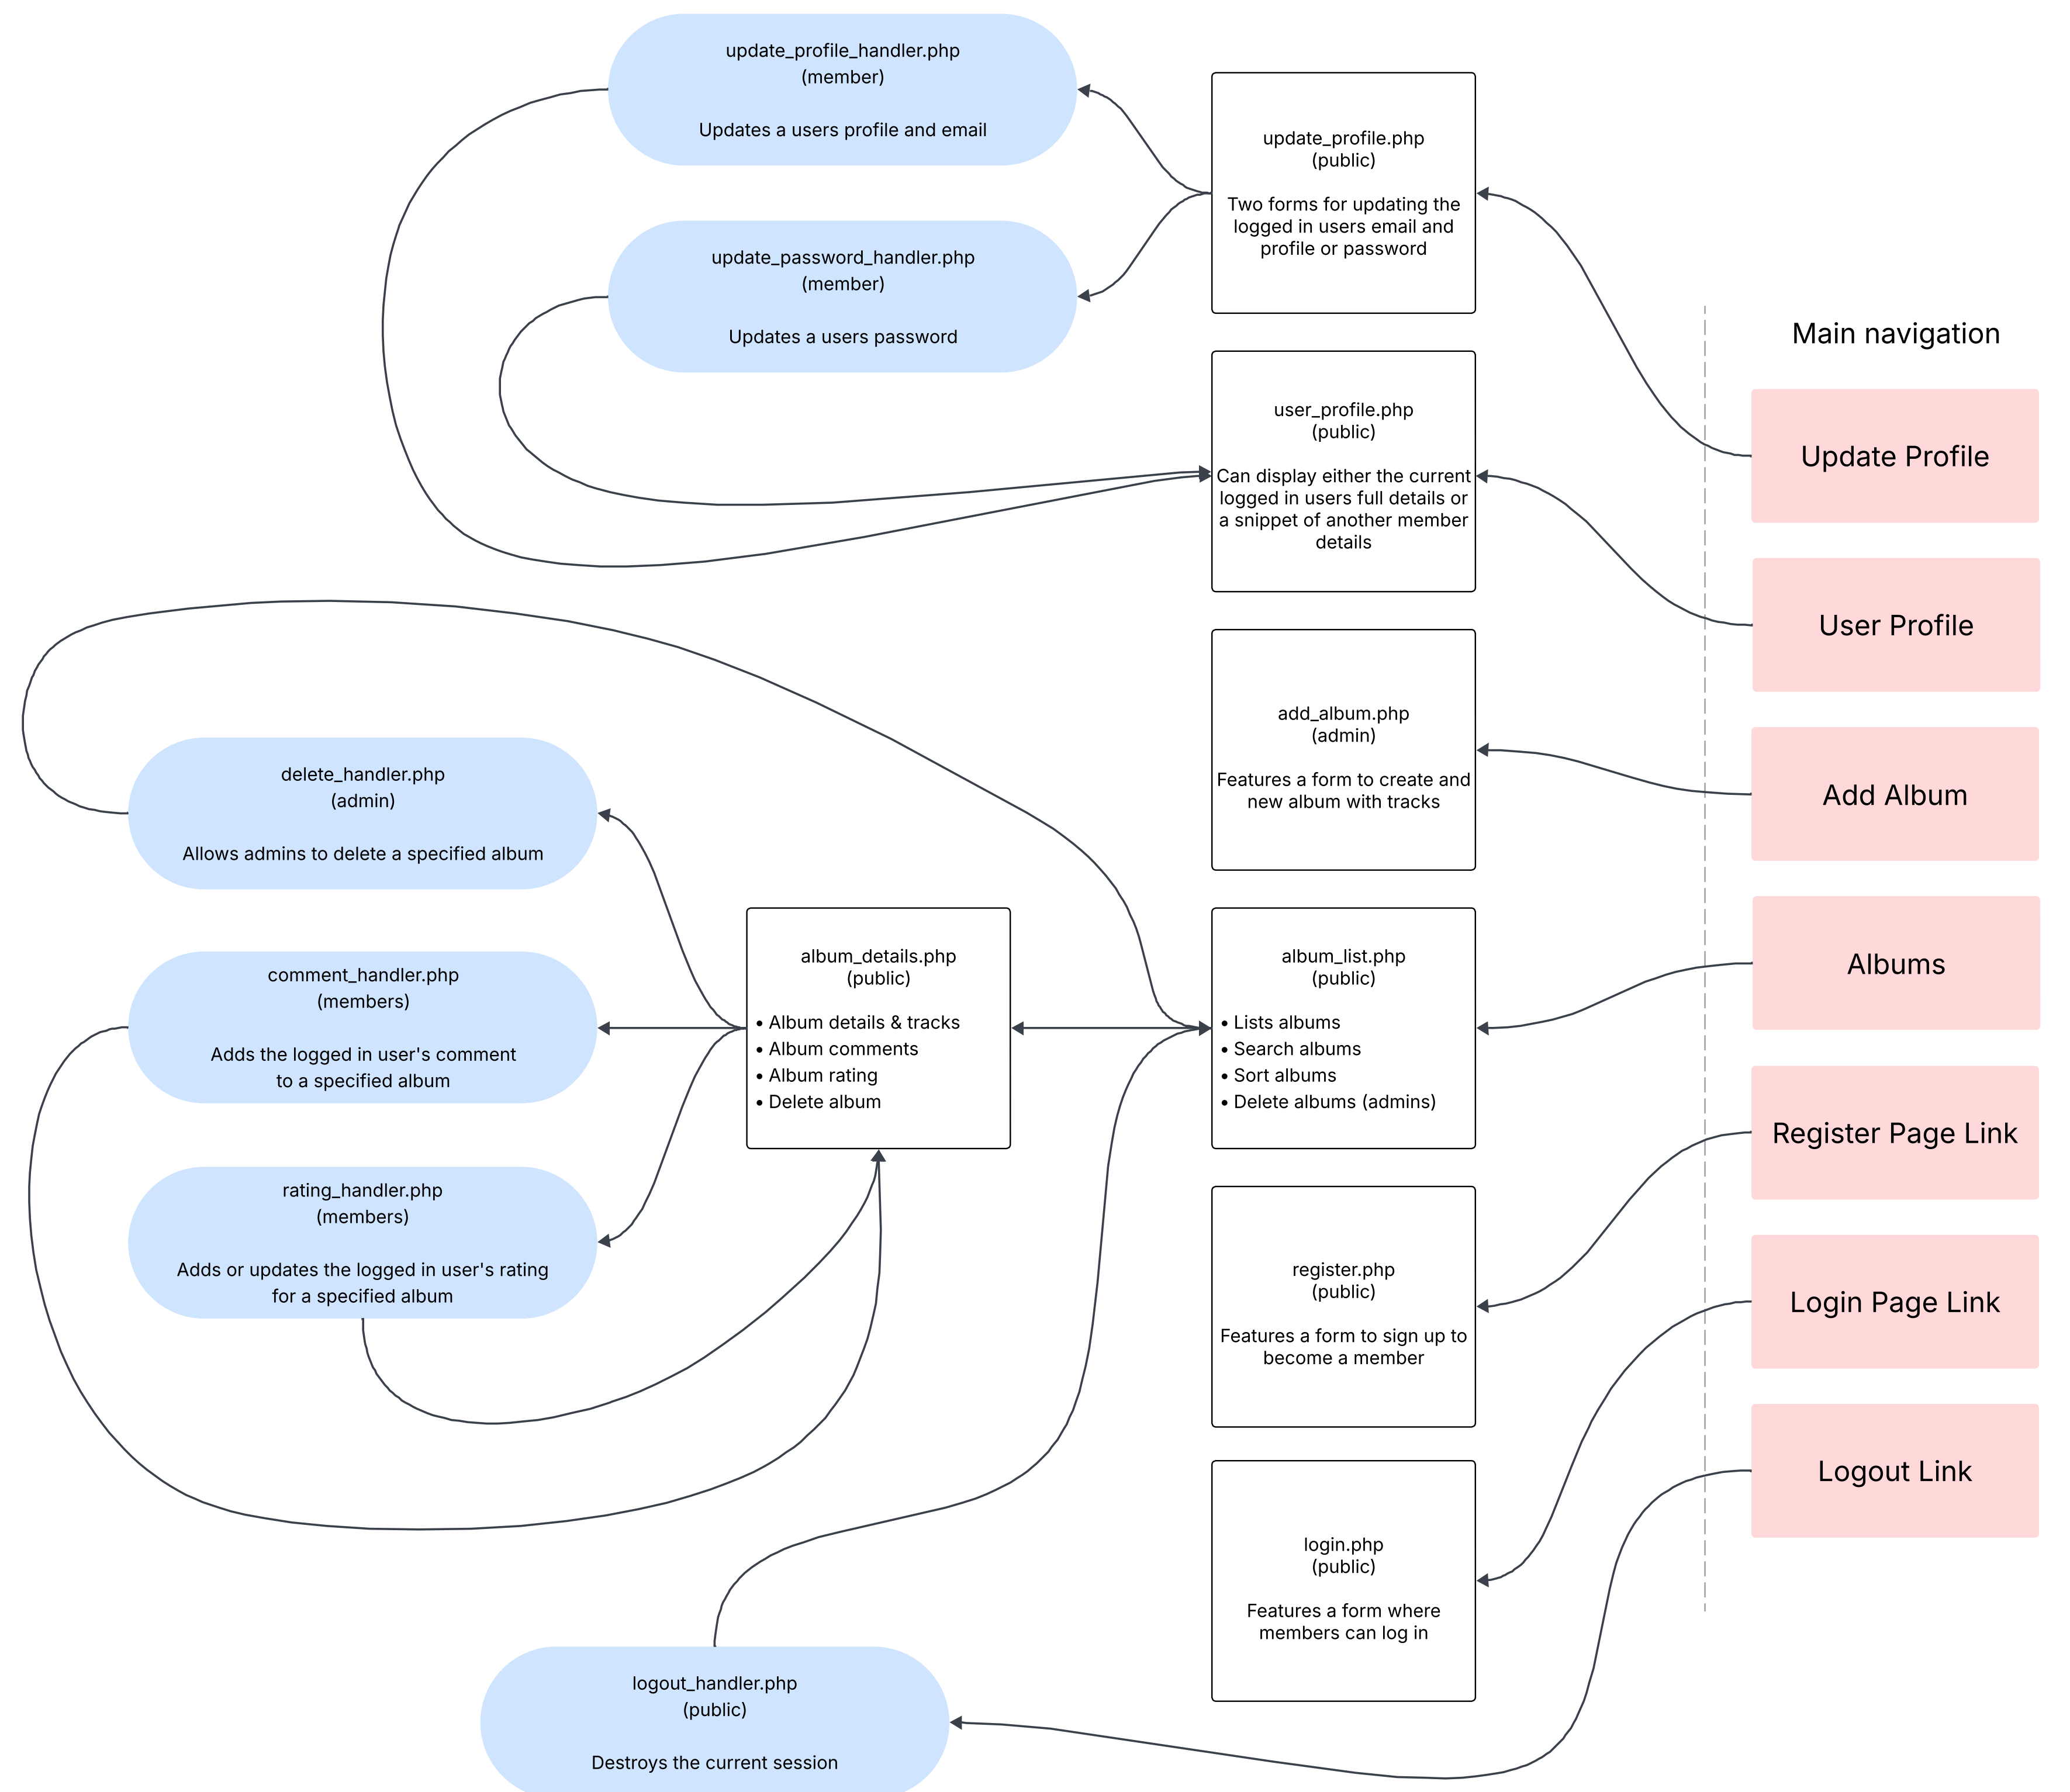 update_profile_handler.php
(member)
Updates a users profile and email
update_password_handler.php
(member)
Updates a users password
update_profile.php
(public)
Two forms for updating the
logged in users email and
profile or password
user_profile.php
(public)
Can display either the current
logged in users full details or
a snippet of another member
details
add_album.php
(admin)
Features a form to create and
new album with tracks
delete_handler.php
(admin)
Allows admins to delete a specified album
comment_handler.php
(members)
Adds the logged in user's comment
to a specified album
rating_handler.php
(members)
Adds or updates the logged in user's rating
for a specified album
album_details.php
(public)
• Album details & tracks
• Album comments
• Album rating
• Delete album
album_list.php
(public)
• Lists albums
• Search albums
• Sort albums
• Delete albums (admins)
register.php
(public)
Features a form to sign up to
become a member
login.php
(public)
Features a form where
members can log in
logout_handler.php
(public)
Destroys the current session
Main navigation
Update Profile
User Profile
Add Album
Albums
Register Page Link
Login Page Link
Logout Link